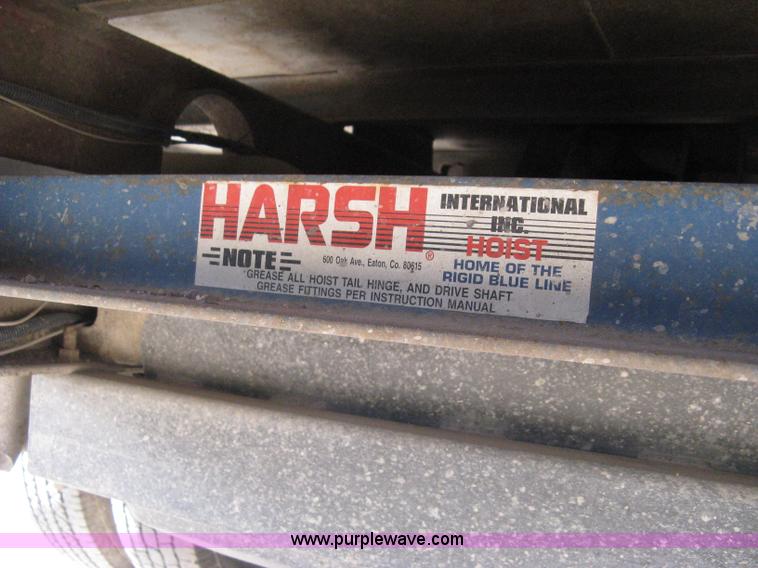 HARSH®
INTERNATIONAL
INC.
HOIST
NOTE
600 Oak Ave., Eaton, Co. 80615
HOME OF THE
RIGID BLUE LINE
GREASE ALL HOIST TAIL HINGE, AND DRIVE SHAFT
GREASE FITTINGS PER INSTRUCTION MANUAL
www.purplewave.com